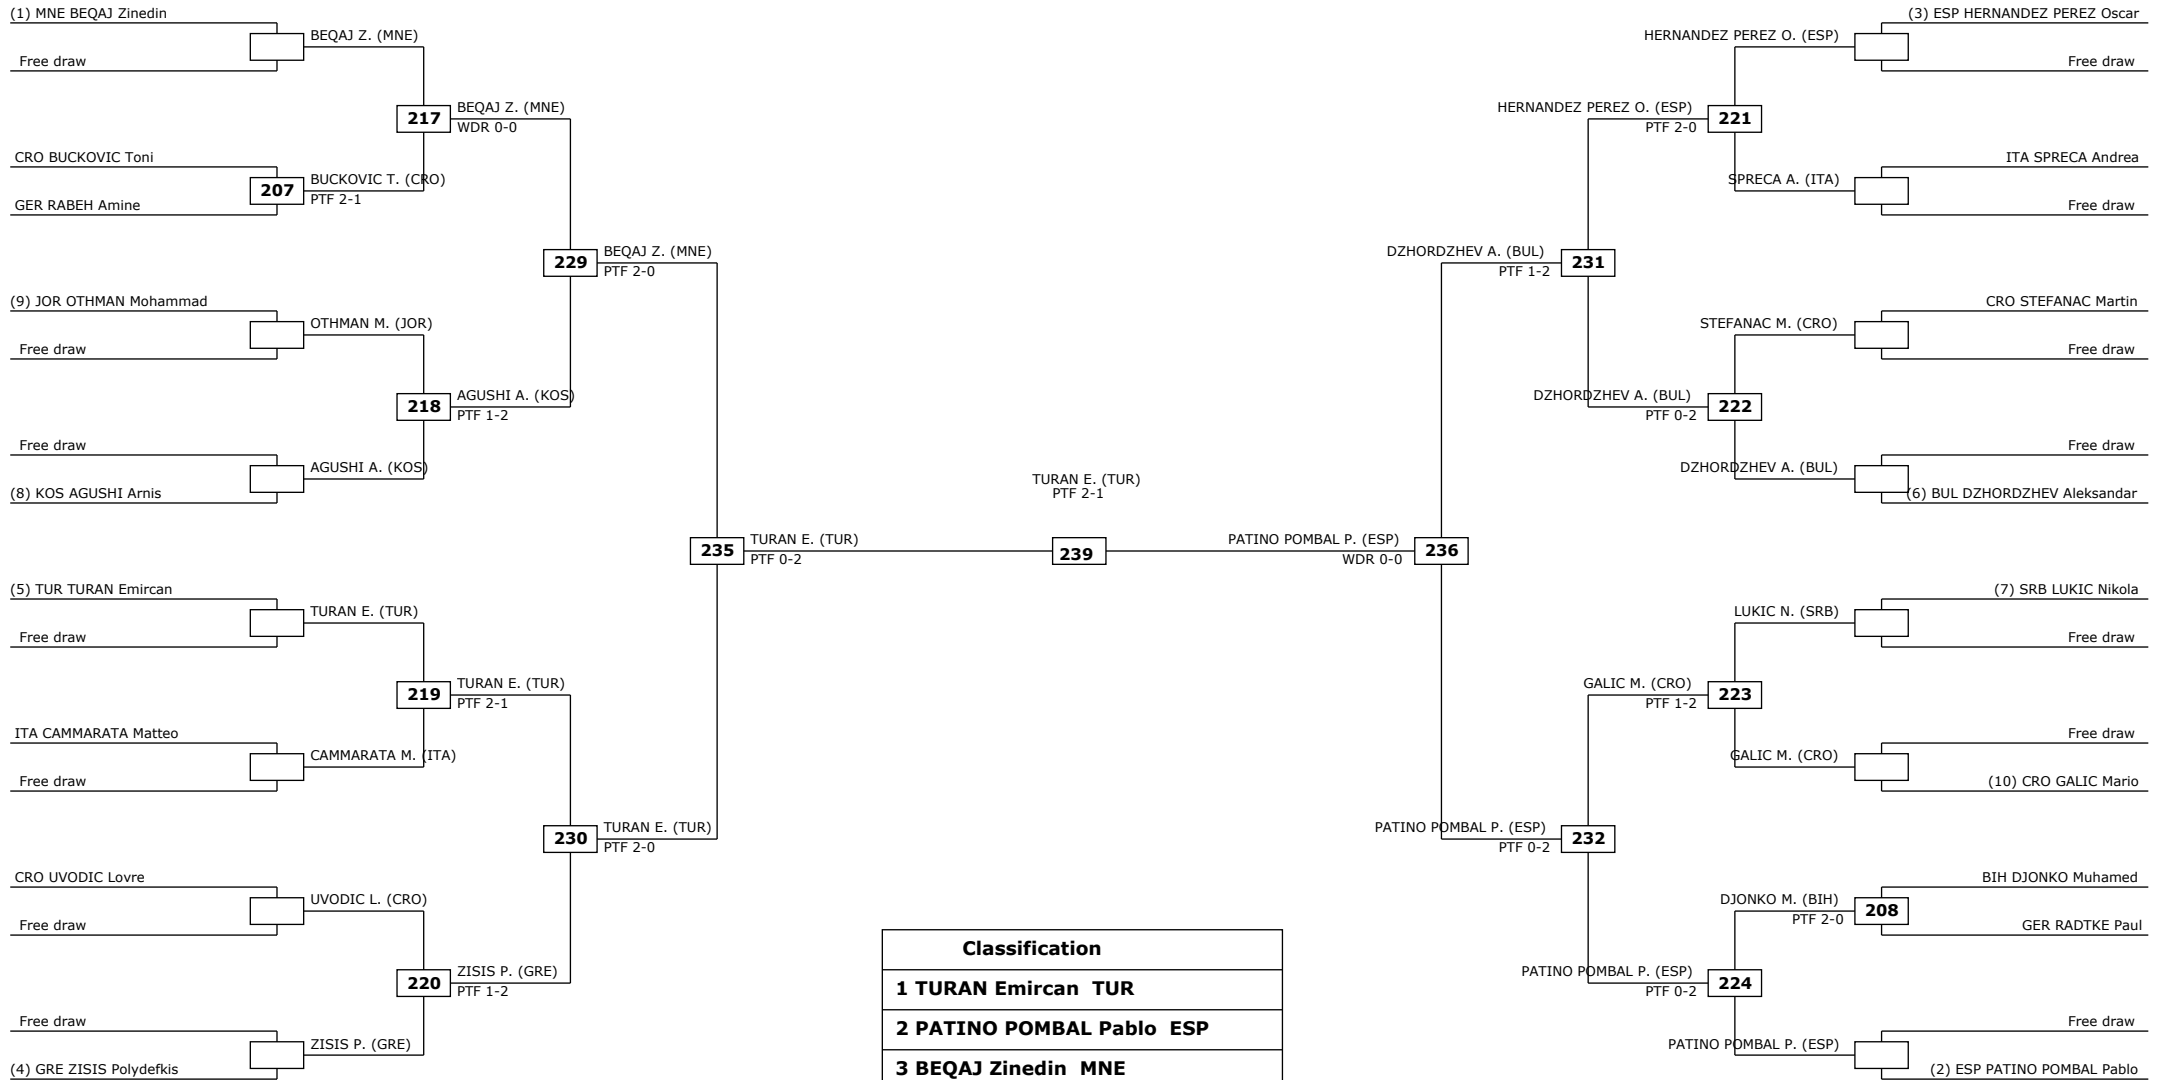 (1) MNE BEQAJ Zinedin
BEQAJ Z. (MNE)
Free draw
217
BEQAJ Z. (MNE)
WDR 0-0
CRO BUCKOVIC Toni
207
BUCKOVIC T. (CRO)
PTF 2-1
GER RABEH Amine
229
BEQAJ Z. (MNE)
PTF 2-0
(9) JOR OTHMAN Mohammad
OTHMAN M. (JOR)
Free draw
218
AGUSHI A. (KOS)
PTF 1-2
Free draw
AGUSHI A. (KOS)
(8) KOS AGUSHI Arnis
235
TURAN E. (TUR)
PTF 0-2
(5) TUR TURAN Emircan
TURAN E. (TUR)
Free draw
219
TURAN E. (TUR)
PTF 2-1
ITA CAMMARATA Matteo
CAMMARATA M. (ITA)
Free draw
230
TURAN E. (TUR)
PTF 2-0
CRO UVODIC Lovre
UVODIC L. (CRO)
Free draw
220
ZISIS P. (GRE)
PTF 1-2
Free draw
ZISIS P. (GRE)
(4) GRE ZISIS Polydefkis
TURAN E. (TUR)
PTF 2-1
239
(3) ESP HERNANDEZ PEREZ Oscar
HERNANDEZ PEREZ O. (ESP)
Free draw
HERNANDEZ PEREZ O. (ESP)
PTF 2-0
221
ITA SPRECA Andrea
SPRECA A. (ITA)
Free draw
DZHORDZHEV A. (BUL)
PTF 1-2
231
CRO STEFANAC Martin
STEFANAC M. (CRO)
Free draw
DZHORDZHEV A. (BUL)
PTF 0-2
222
Free draw
DZHORDZHEV A. (BUL)
(6) BUL DZHORDZHEV Aleksandar
PATINO POMBAL P. (ESP)
WDR 0-0
236
(7) SRB LUKIC Nikola
LUKIC N. (SRB)
Free draw
GALIC M. (CRO)
PTF 1-2
223
Free draw
GALIC M. (CRO)
(10) CRO GALIC Mario
PATINO POMBAL P. (ESP)
PTF 0-2
232
BIH DJONKO Muhamed
DJONKO M. (BIH)
PTF 2-0
208
GER RADTKE Paul
PATINO POMBAL P. (ESP)
PTF 0-2
224
Free draw
PATINO POMBAL P. (ESP)
(2) ESP PATINO POMBAL Pablo
Classification
1 TURAN Emircan TUR
2 PATINO POMBAL Pablo ESP
3 BEQAJ Zinedin MNE